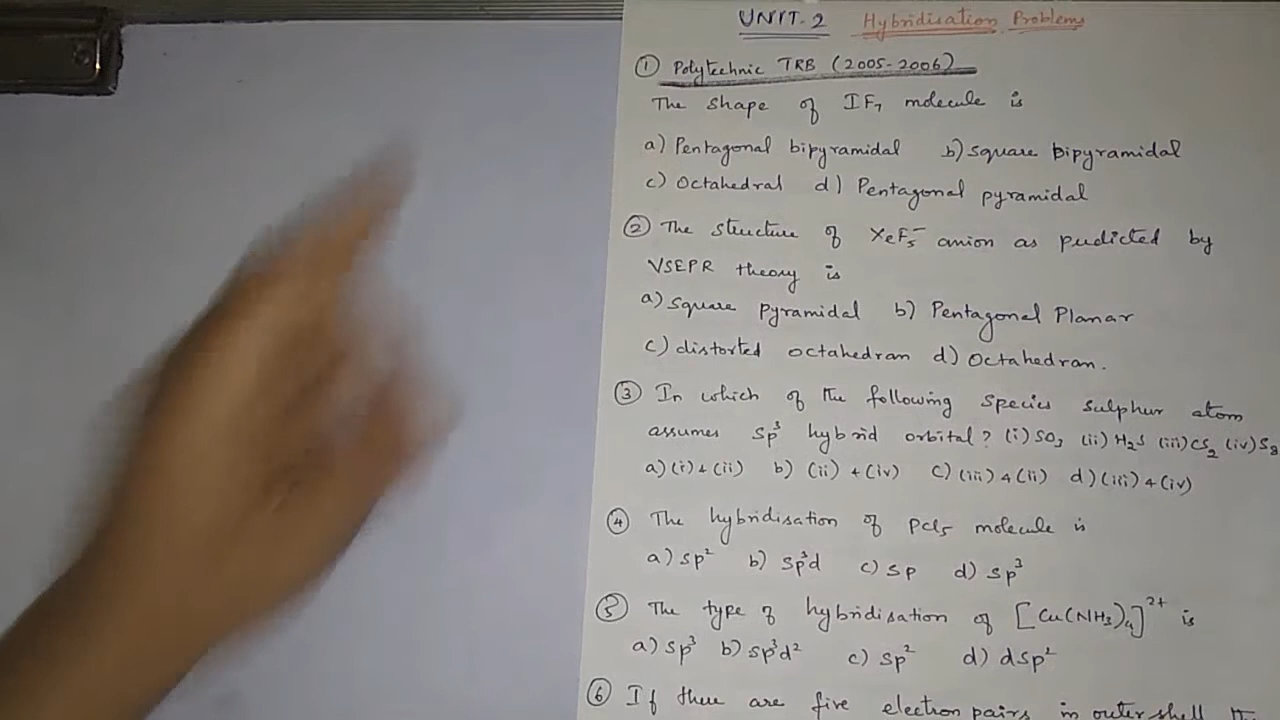 UNIT-2 Hybridisation Problems
① Polytechnic TRB (2005-2006)
The shape of IF₇ molecule is
a) Pentagonal bipyramidal b) square bipyramidal
c) Octahedral d) Pentagonal pyramidal
② The structure of XeF₅⁻ anion as predicted by
VSEPR theory is
a) square pyramidal b) Pentagonal Planar
c) distorted octahedran d) Octahedran.
③ In which of the following species sulphur atom
assumes sp³ hybrid orbital? (i) SO₃ (ii) H₂S (iii) CS₂ (iv) S₈
a) (i) + (ii) b) (ii) + (iv) c) (iii) + (ii) d) (iii) + (iv)
④ The hybridisation of PCl₅ molecule is
a) sp² b) sp³d c) sp d) sp³
⑤ The type of hybridisation of [Cu(NH₃)₄]²⁺ is
a) sp³ b) sp³d² c) sp² d) dsp²
⑥ If there are five electron pairs in outer shell